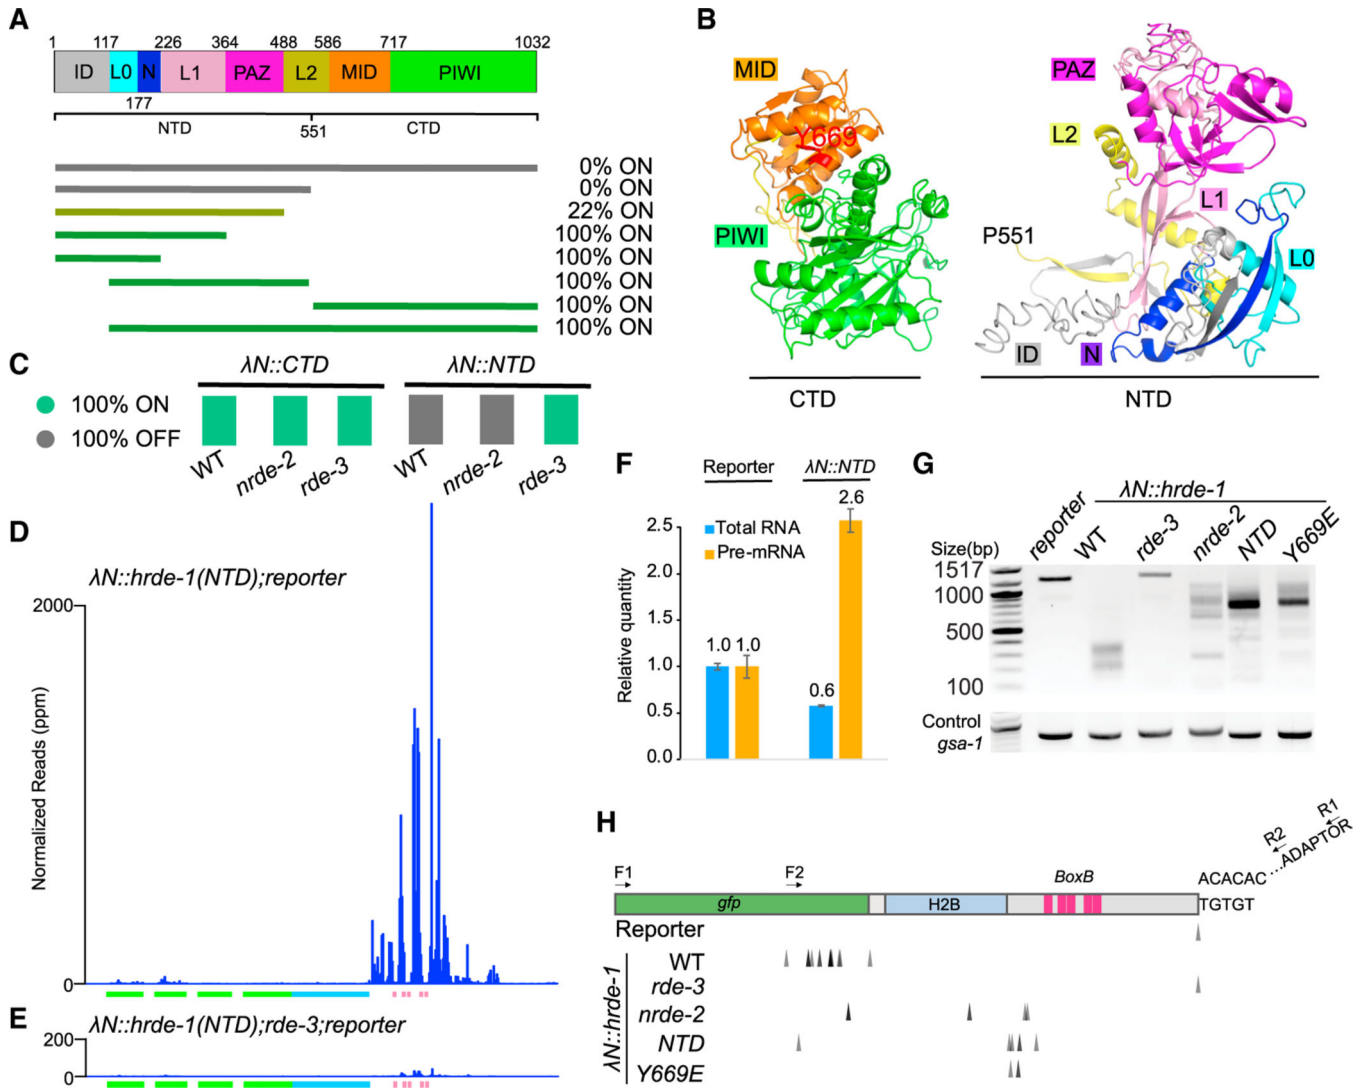 A
1 117 226 364 488 586 717 1032
ID L0 N L1 PAZ L2 MID PIWI
177
NTD 551 CTD
0% ON
0% ON
22% ON
100% ON
100% ON
100% ON
100% ON
100% ON
B
MID
Y669
PIWI
CTD
PAZ
L2
L1
P551
L0
ID N
NTD
C
λN::CTD λN::NTD
100% ON
100% OFF
WT nrde-2 rde-3 WT nrde-2 rde-3
D
λN::hrde-1(NTD);reporter
2000
Normalized Reads (ppm)
0
E
λN::hrde-1(NTD);rde-3;reporter
200
0
F
Reporter λN::NTD
Total RNA
Pre-mRNA
Relative quantity
2.5
2.0
1.5
1.0
0.5
0.0
1.0 1.0
0.6
2.6
G
λN::hrde-1
reporter WT rde-3 nrde-2 NTD Y669E
Size(bp)
1517
1000
500
100
Control
gsa-1
H
F1 F2 BoxB R2 R1
ACACAC...ADAPTOR
gfp H2B TGTGT
Reporter
λN::hrde-1
WT
rde-3
nrde-2
NTD
Y669E